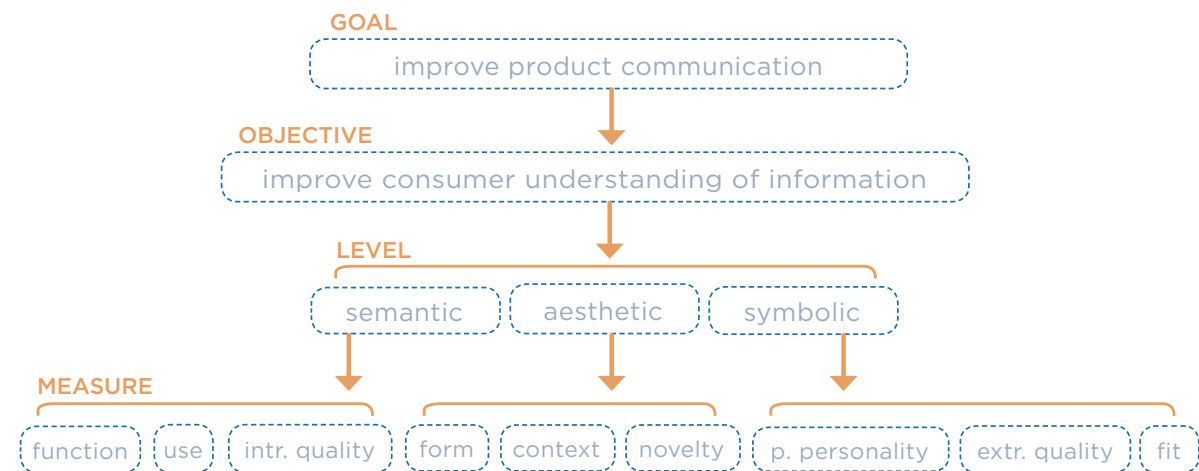 GOAL
improve product communication
OBJECTIVE
improve consumer understanding of information
LEVEL
semantic aesthetic symbolic
MEASURE
function use intr. quality form context novelty p. personality extr. quality fit